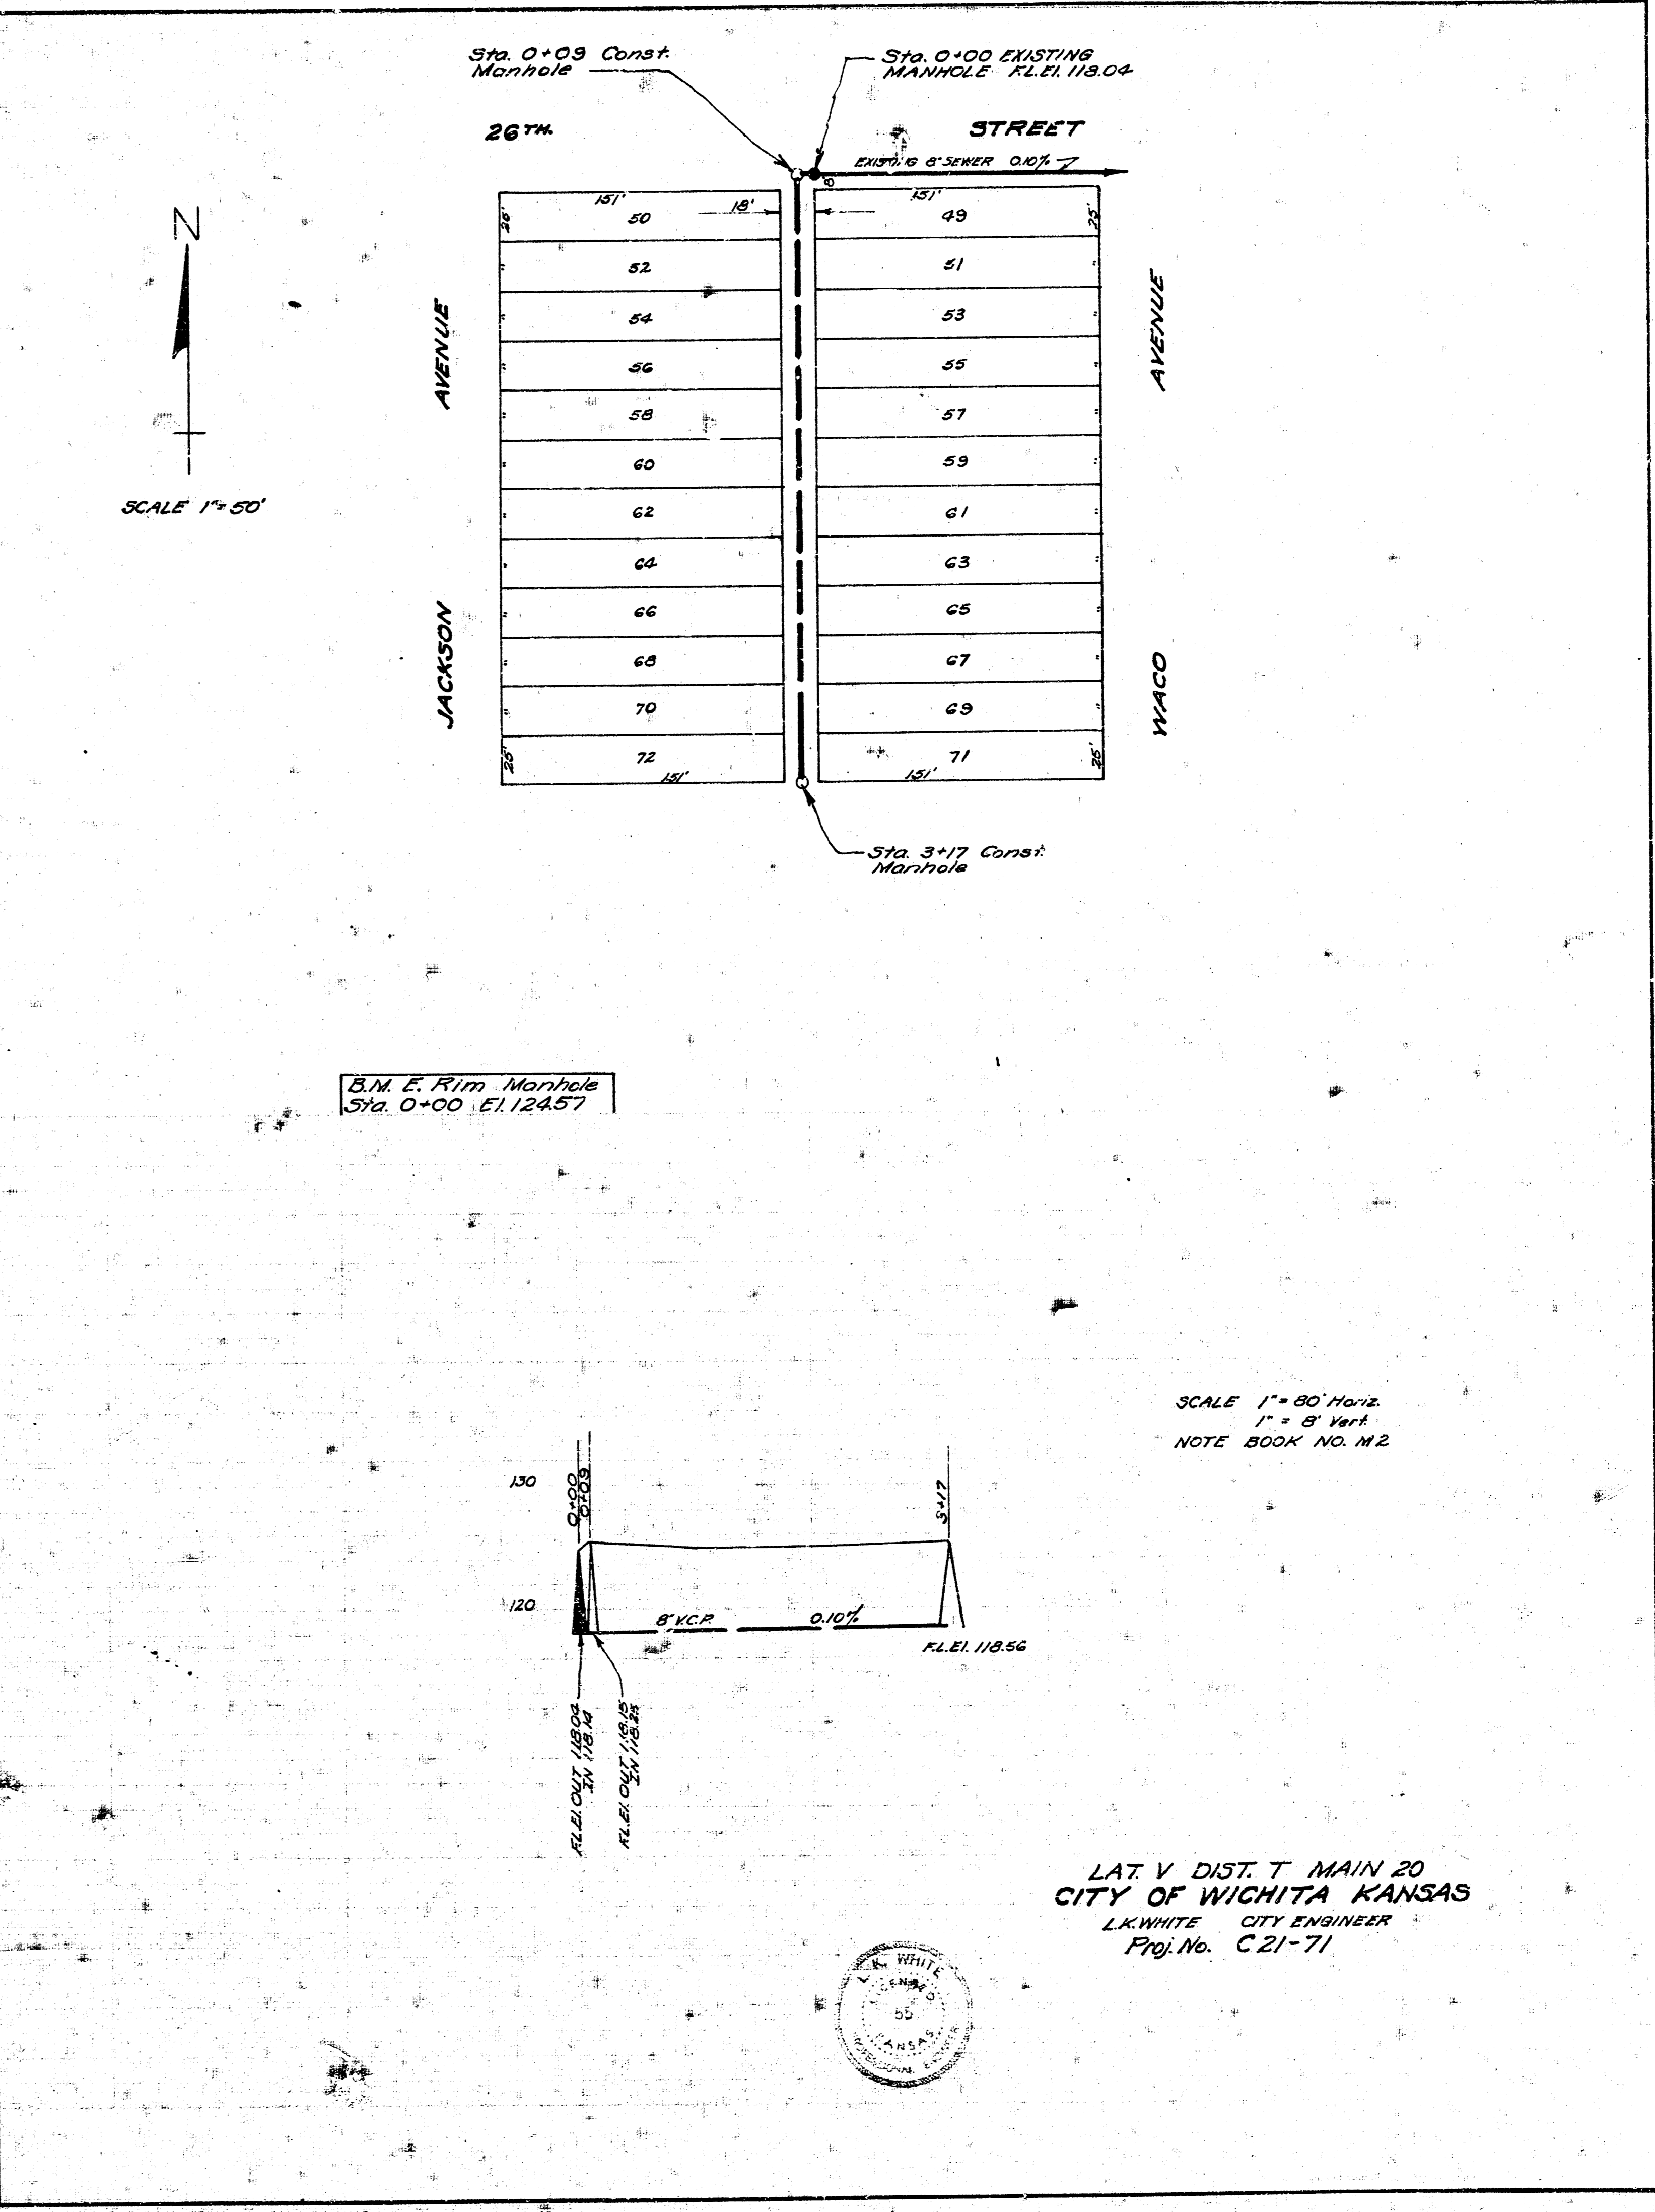 Sta. 0+09 Const.
Manhole
Sta. 0+00 EXISTING
MANHOLE F.L.El. 118.04
26TH.
STREET
EXISTING 8" SEWER 0.10%
8'
N
SCALE 1"=50'
151'
18'
151'
25'
50
49
25'
52
51
54
53
56
55
58
57
60
59
62
61
64
63
66
65
68
67
70
69
25'
72
71
25'
151'
151'
JACKSON AVENUE
WACO AVENUE
Sta. 3+17 Const.
Manhole
B.M. E. Rim Manhole
Sta. 0+00 El. 124.57
SCALE 1"=80' Horiz.
1" = 8' Vert.
NOTE BOOK NO. M2
130
0+00
0+09
3+17
120
8" V.C.P. 0.10%
F.L.El. 118.56
F.L.El. OUT 118.04
IN 118.14
F.L.El. OUT 118.15
IN 118.25
LAT. V DIST. T MAIN 20
CITY OF WICHITA KANSAS
L.K. WHITE CITY ENGINEER
Proj. No. C 21-71
L. K. WHITE
LICENSED
55
KANSAS